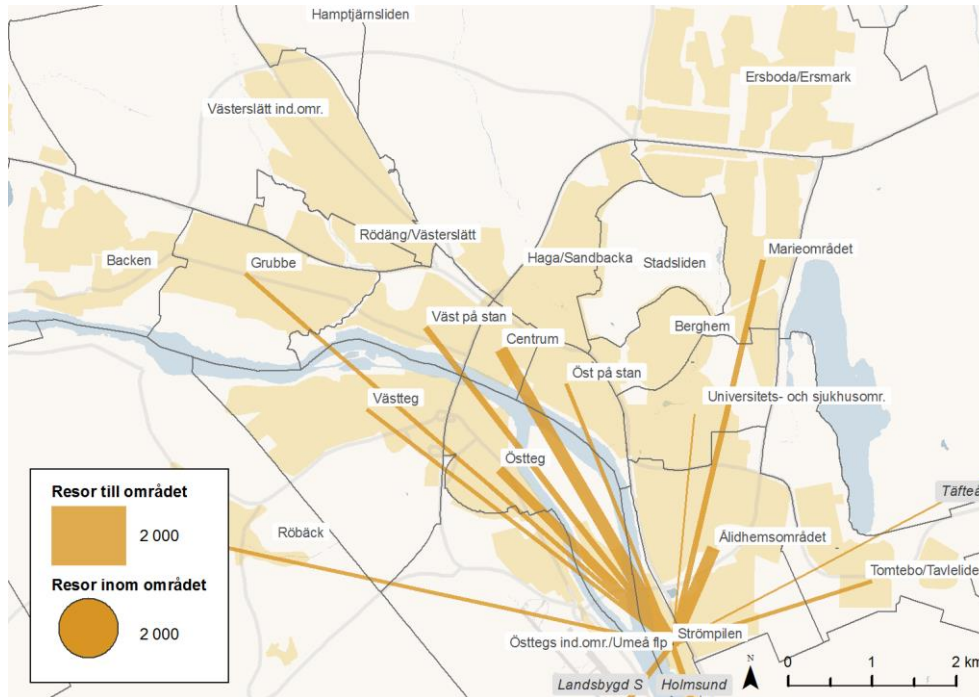 Hamptjärnsliden
Ersboda/Ersmark
Västerslätt ind.omr.
Rödäng/Västerslätt
Marieområdet
Backen
Grubbe
Haga/Sandbacka
Stadsliden
Väst på stan
Berghem
Centrum
Öst på stan
Västteg
Universitets- och sjukhusomr.
Östteg
Resor till området
2 000
Resor inom området
2 000
Röbäck
Täfteå
Ålidhemsområdet
Tomtebo/Tavlelide
Strömpilen
Östtegs ind.omr./Umeå flp
Landsbygd S
Holmsund
N
0 1 2 km